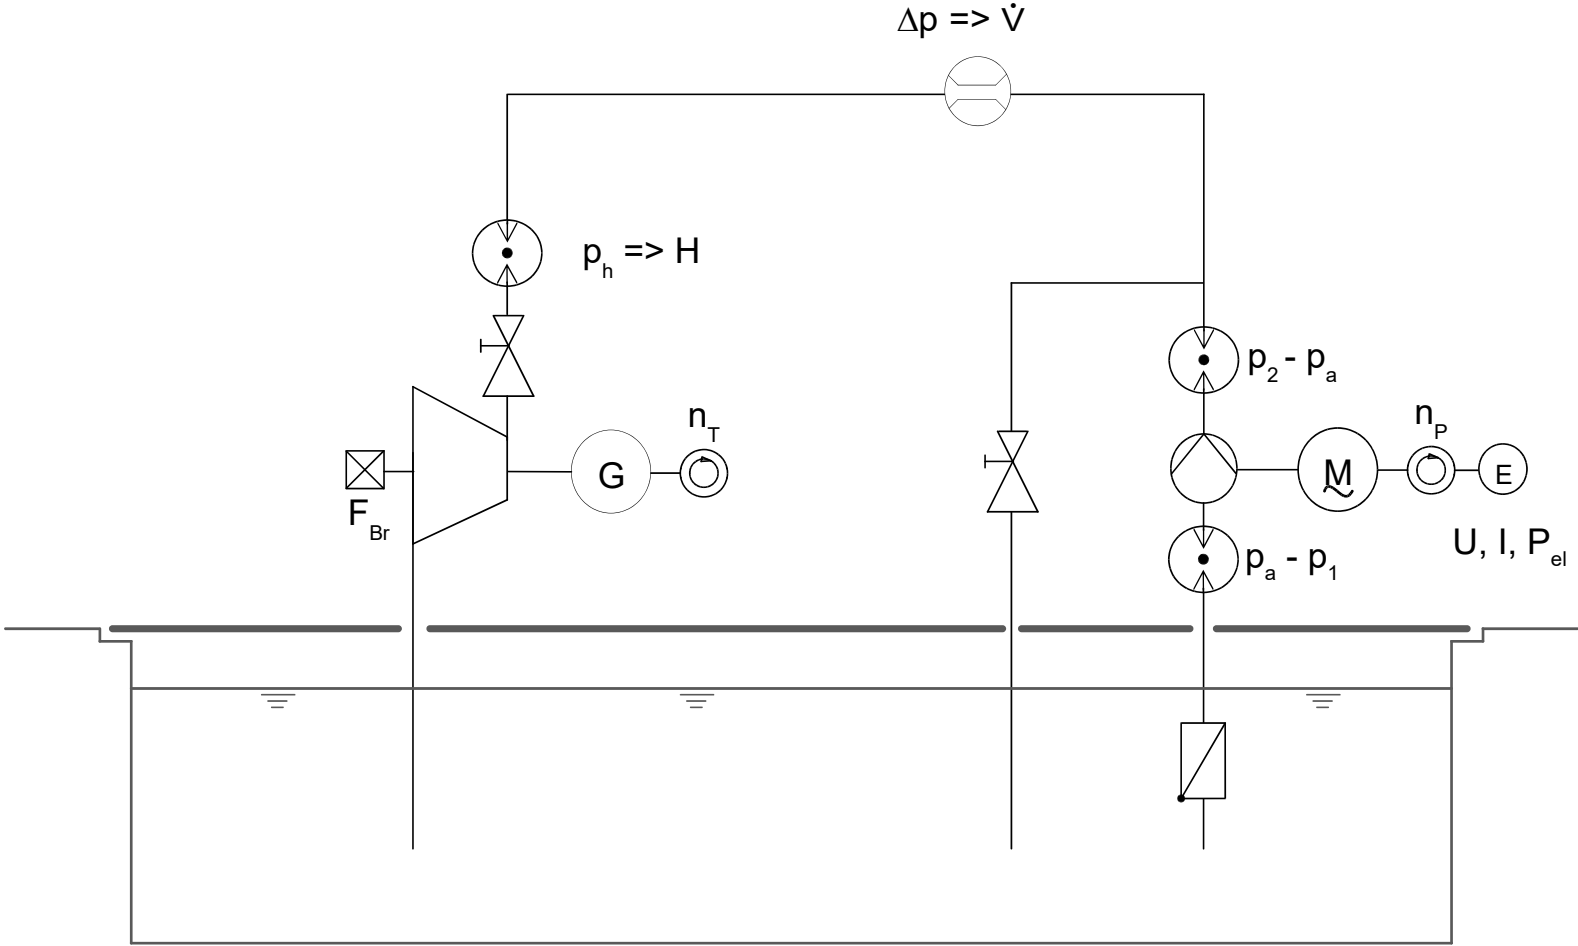 Δp => V̇
p_h => H
p_2 - p_a
n_T
n_P
G
M
E
F_Br
p_a - p_1
U, I, P_el